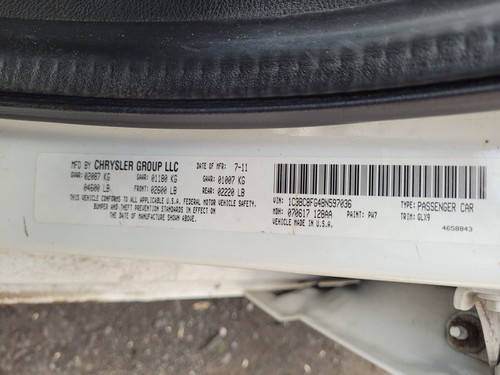 MFD BY CHRYSLER GROUP LLC DATE OF MFR: 7-11
GVWR: 02087 KG GAWR: 01180 KG GAWR: 01007 KG
04600 LB FRONT: 02600 LB REAR: 02220 LB
THIS VEHICLE CONFORMS TO ALL APPLICABLE U.S.A. FEDERAL MOTOR VEHICLE SAFETY,
BUMPER AND THEFT PREVENTION STANDARDS IN EFFECT ON
THE DATE OF MANUFACTURE SHOWN ABOVE.
VIN: 1C3BC8FG4BN597036 TYPE: PASSENGER CAR
MDH: 070617 128AA PAINT: PW7 TRIM: GLX9
VEHICLE MADE IN U.S.A.
4658843